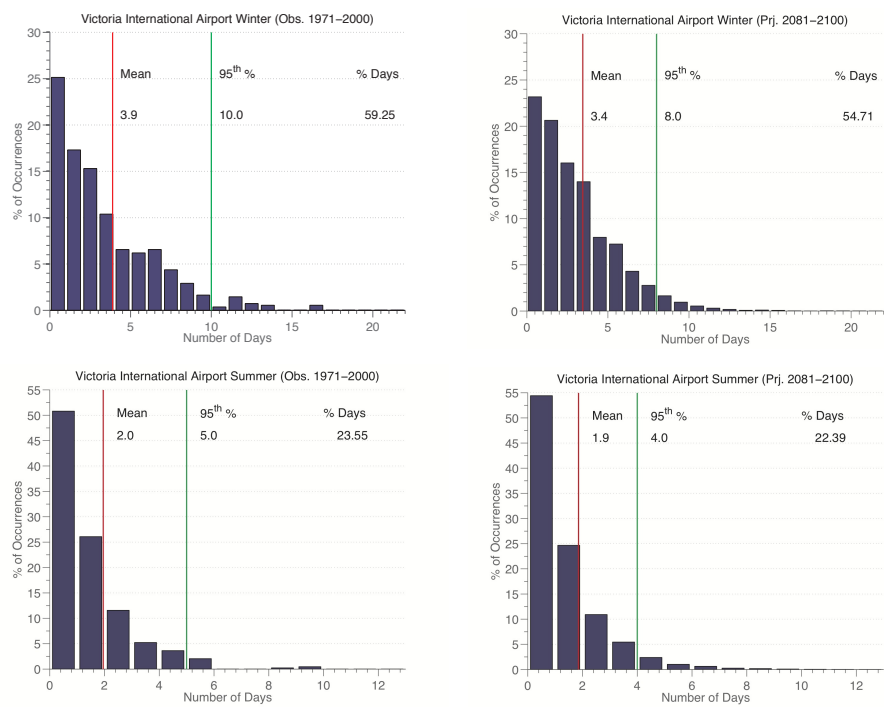 Victoria International Airport Winter (Obs. 1971−2000)
30
25
20
15
10
5
0
% of Occurrences
Mean 95th % % Days
3.9 10.0 59.25
0 5 10 15 20
Number of Days
Victoria International Airport Winter (Prj. 2081−2100)
30
25
20
15
10
5
0
% of Occurrences
Mean 95th % % Days
3.4 8.0 54.71
0 5 10 15 20
Number of Days
Victoria International Airport Summer (Obs. 1971−2000)
55
50
45
40
35
30
25
20
15
10
5
0
% of Occurrences
Mean 95th % % Days
2.0 5.0 23.55
0 2 4 6 8 10 12
Number of Days
Victoria International Airport Summer (Prj. 2081−2100)
55
50
45
40
35
30
25
20
15
10
5
0
% of Occurrences
Mean 95th % % Days
1.9 4.0 22.39
0 2 4 6 8 10 12
Number of Days